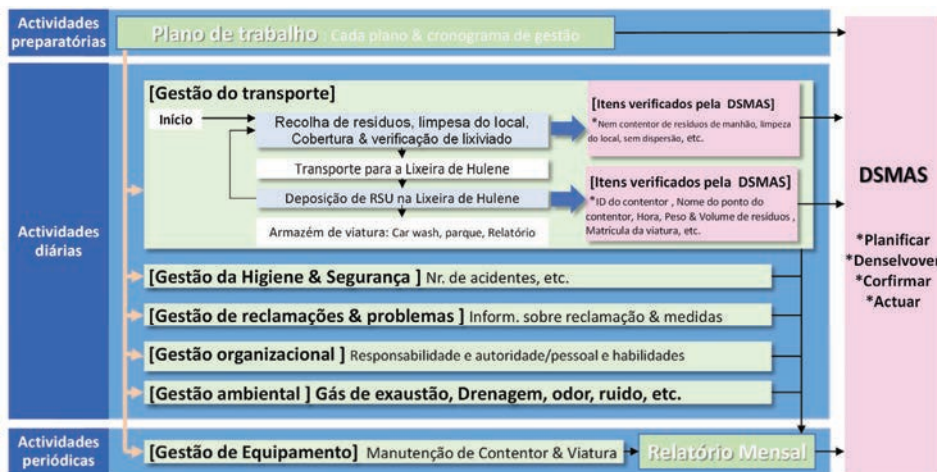 Actividades
preparatórias
Plano de trabalho : Cada plano & cronograma de gestão
Actividades
diárias
[Gestão do transporte]
Início
Recolha de resíduos, limpesa do local,
Cobertura & verificação de lixiviado
[Itens verificados pela DSMAS]
*Nem contentor de resíduos de manhão, limpeza
do local, sem dispersão, etc.
Transporte para a Lixeira de Hulene
Deposição de RSU na Lixeira de Hulene
[Itens verificados pela DSMAS]
*ID do contentor , Nome do ponto do
contentor, Hora, Peso & Volume de resíduos ,
Matrícula da viatura, etc.
Armazém de viatura: Car wash, parque, Relatório
[Gestão da Higiene & Segurança ] Nr. de acidentes, etc.
[Gestão de reclamações & problemas ] Inform. sobre reclamação & medidas
[Gestão organizacional ] Responsabilidade e autoridade/pessoal e habilidades
[Gestão ambiental ] Gás de exaustão, Drenagem, odor, ruido, etc.
DSMAS
*Planificar
*Denselvover
*Confirmar
*Actuar
Actividades
periódicas
[Gestão de Equipamento] Manutenção de Contentor & Viatura
Relatório Mensal